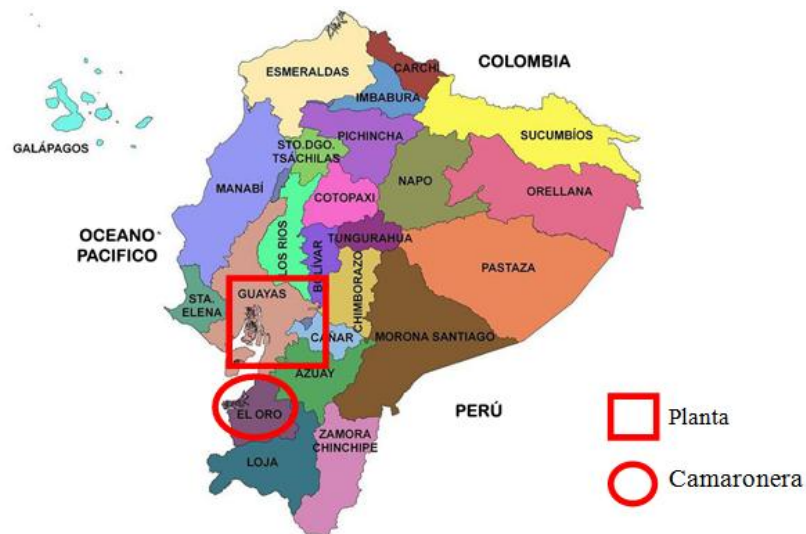 ESMERALDAS
CARCHI
COLOMBIA
IMBABURA
SUCUMBÍOS
GALÁPAGOS
STO.DGO.
TSÁCHILAS
PICHINCHA
MANABÍ
NAPO
ORELLANA
COTOPAXI
OCEANO
PACIFICO
LOS RIOS
BOLÍVAR
TUNGURAHUA
PASTAZA
STA.
ELENA
GUAYAS
CHIMBORAZO
CAÑAR
MORONA SANTIAGO
AZUAY
EL ORO
PERÚ
Planta
ZAMORA
CHINCHIPE
LOJA
Camaronera